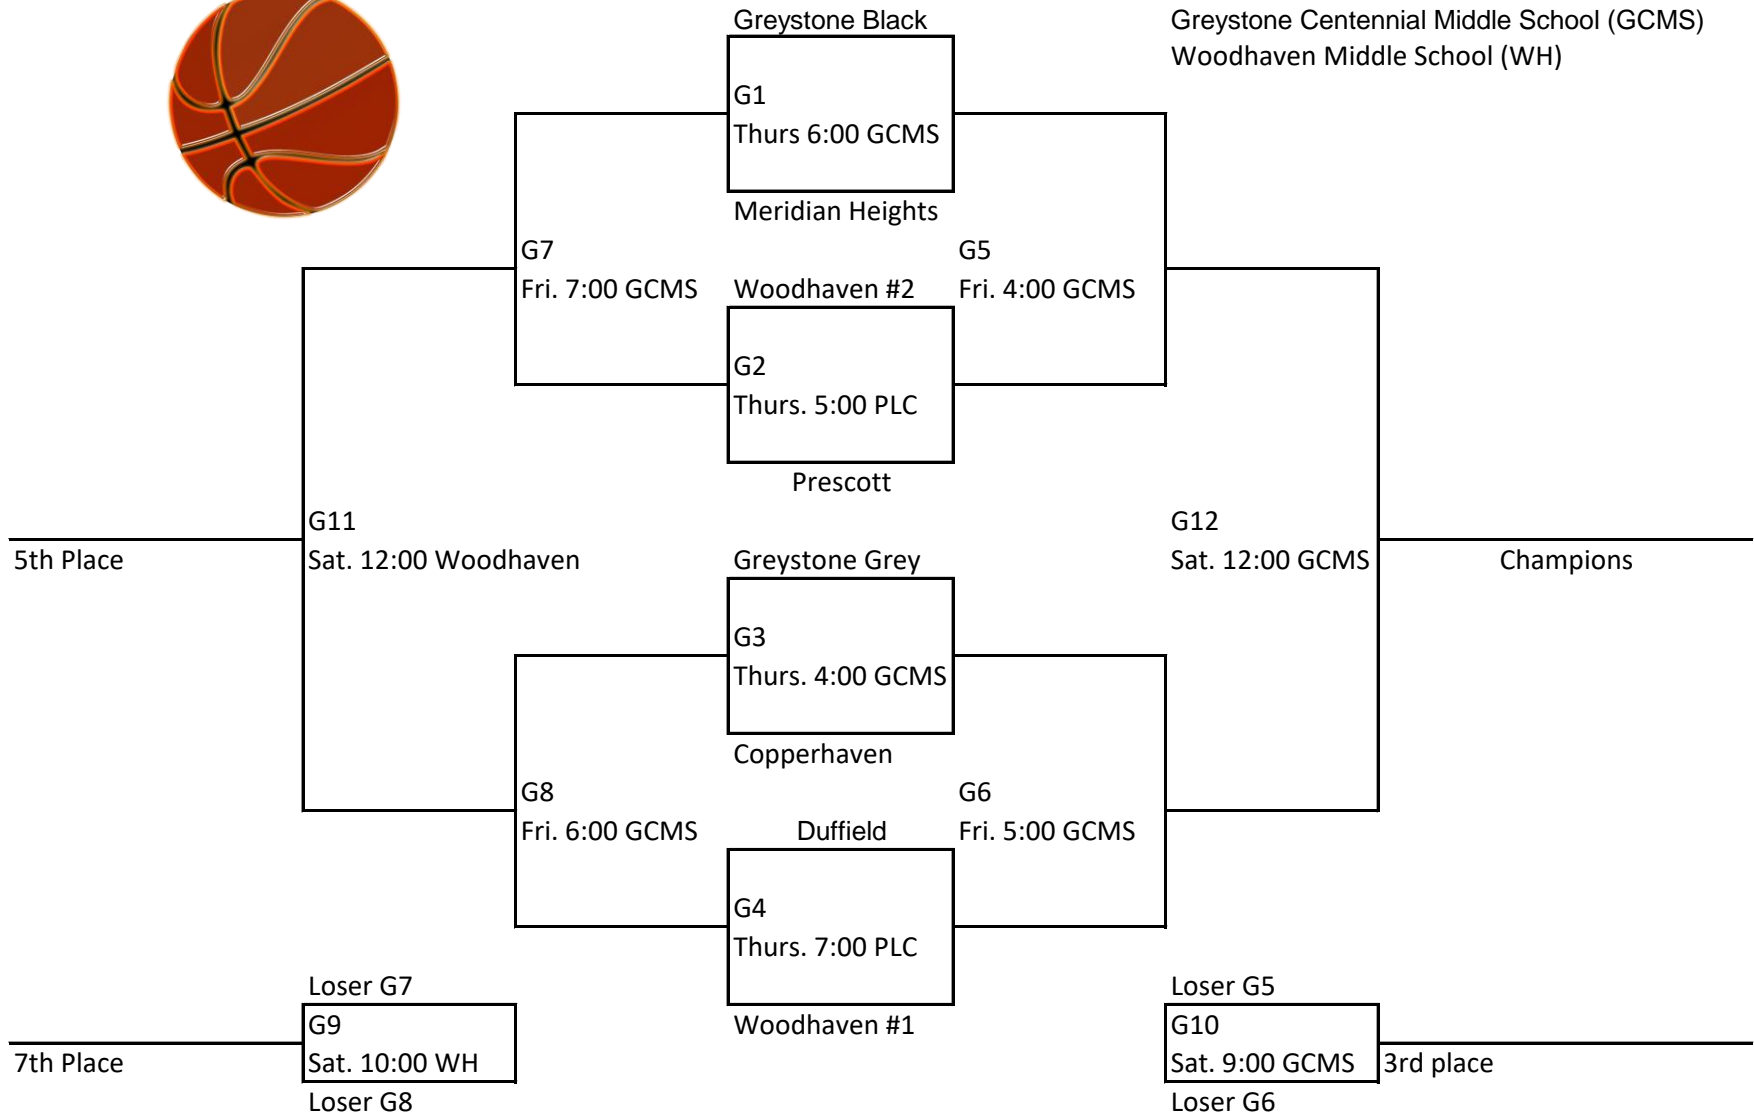 Greystone Black
Greystone Centennial Middle School (GCMS)
Woodhaven Middle School (WH)
G1
Thurs 6:00 GCMS
Meridian Heights
G7
Fri. 7:00 GCMS
Woodhaven #2
G5
Fri. 4:00 GCMS
G2
Thurs. 5:00 PLC
Prescott
G11
Sat. 12:00 Woodhaven
5th Place
Greystone Grey
G12
Sat. 12:00 GCMS
Champions
G3
Thurs. 4:00 GCMS
Copperhaven
G8
Fri. 6:00 GCMS
Duffield
G6
Fri. 5:00 GCMS
G4
Thurs. 7:00 PLC
Woodhaven #1
Loser G7
G9
Sat. 10:00 WH
Loser G8
7th Place
Loser G5
G10
Sat. 9:00 GCMS
Loser G6
3rd place